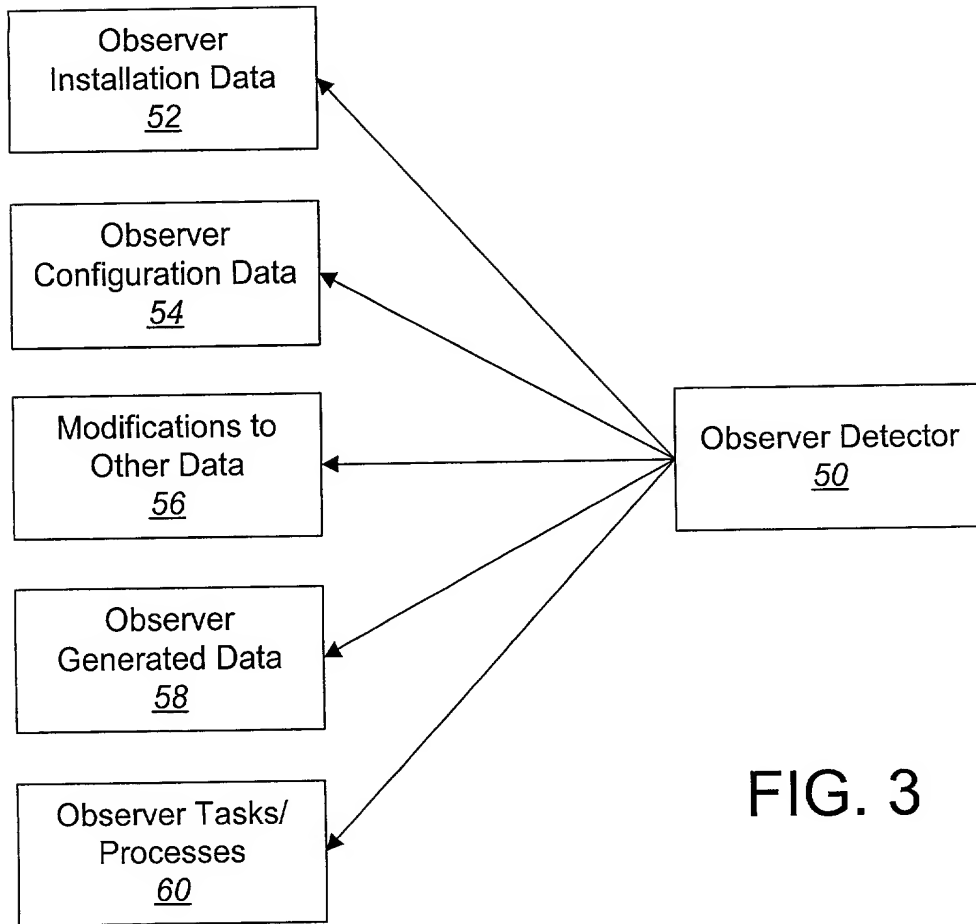 Observer
Installation Data
52
Observer
Configuration Data
54
Modifications to
Other Data
56
Observer
Generated Data
58
Observer Tasks/
Processes
60
Observer Detector
50
FIG. 3